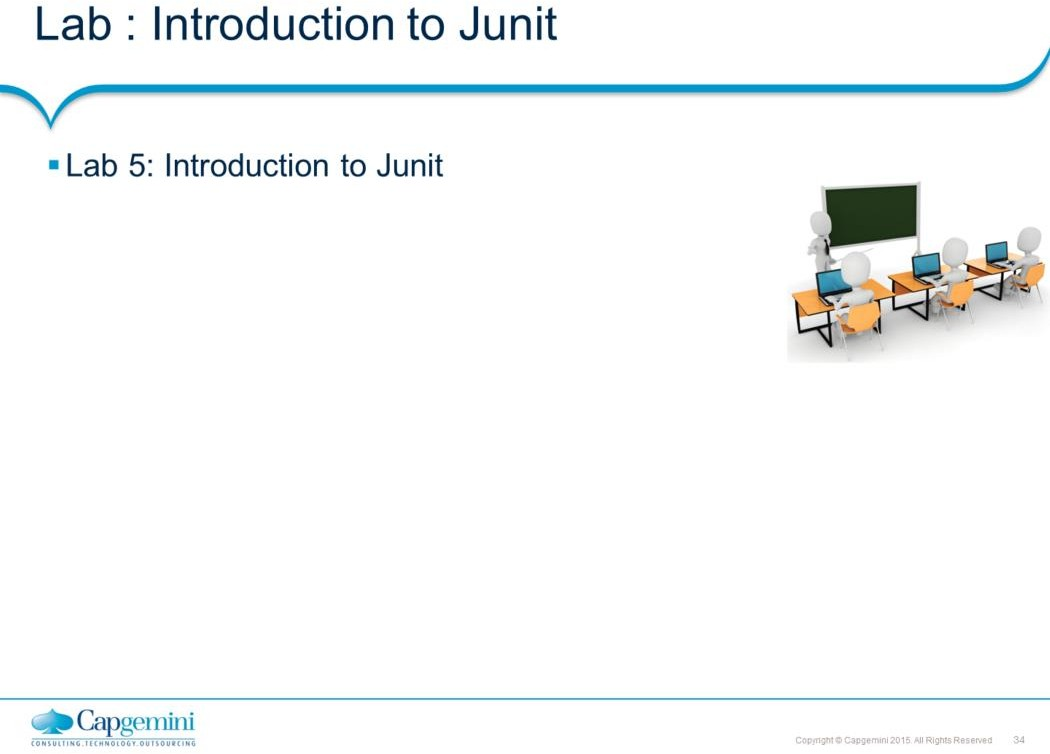 Lab : Introduction to Junit
Lab 5: Introduction to Junit
Capgemini
CONSULTING.TECHNOLOGY.OUTSOURCING
Copyright © Capgemini 2015. All Rights Reserved 34